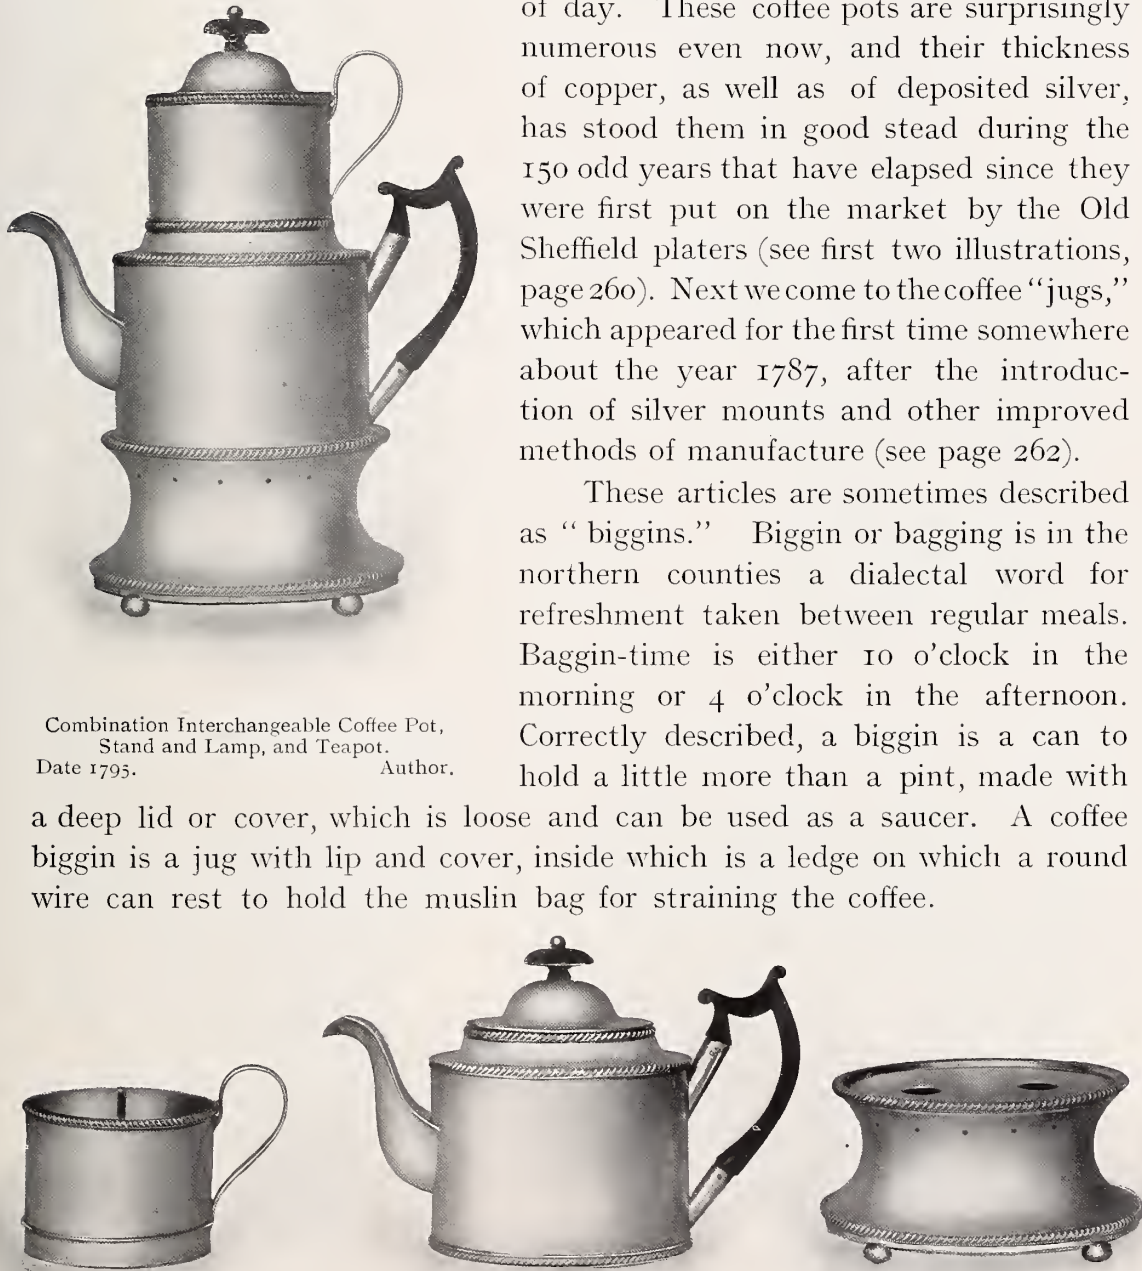 of day. These coffee pots are surprisingly
numerous even now, and their thickness
of copper, as well as of deposited silver,
has stood them in good stead during the
150 odd years that have elapsed since they
were first put on the market by the Old
Sheffield platers (see first two illustrations,
page 260). Next we come to the coffee "jugs,"
which appeared for the first time somewhere
about the year 1787, after the introduc-
tion of silver mounts and other improved
methods of manufacture (see page 262).
These articles are sometimes described
as " biggins." Biggin or bagging is in the
northern counties a dialectal word for
refreshment taken between regular meals.
Baggin-time is either 10 o'clock in the
morning or 4 o'clock in the afternoon.
Correctly described, a biggin is a can to
hold a little more than a pint, made with
a deep lid or cover, which is loose and can be used as a saucer. A coffee
biggin is a jug with lip and cover, inside which is a ledge on which a round
wire can rest to hold the muslin bag for straining the coffee.
Combination Interchangeable Coffee Pot,
Stand and Lamp, and Teapot.
Date 1795. Author.